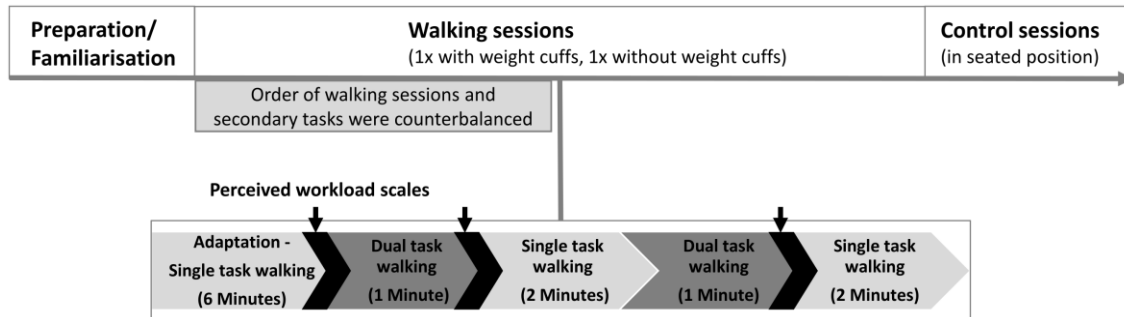 Preparation/
Familiarisation
Walking sessions
(1x with weight cuffs, 1x without weight cuffs)
Control sessions
(in seated position)
Order of walking sessions and
secondary tasks were counterbalanced
Perceived workload scales
Adaptation -
Single task walking
(6 Minutes)
Dual task
walking
(1 Minute)
Single task
walking
(2 Minutes)
Dual task
walking
(1 Minute)
Single task
walking
(2 Minutes)